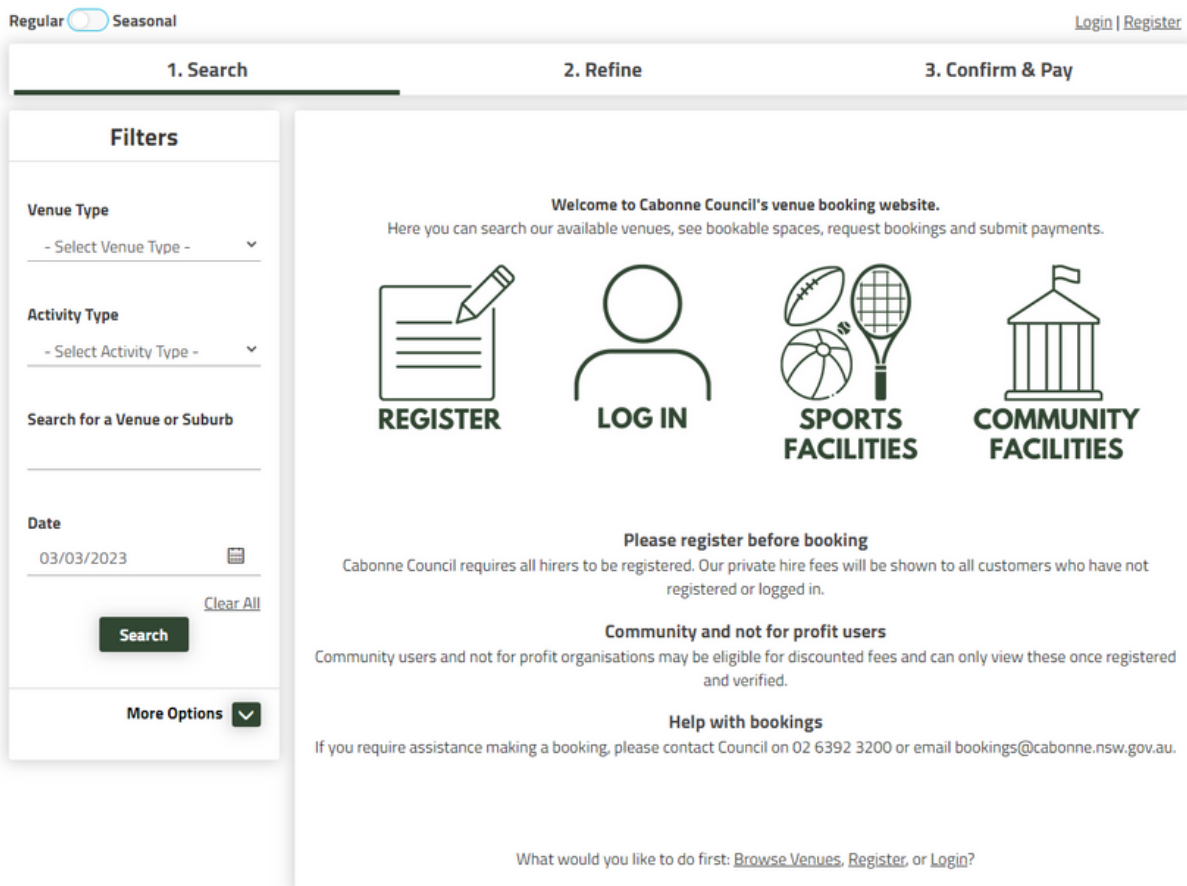 Regular Seasonal
Login | Register
1. Search
2. Refine
3. Confirm & Pay
Filters
Venue Type
- Select Venue Type -
Activity Type
- Select Activity Type -
Search for a Venue or Suburb
Date
03/03/2023
Clear All
Search
More Options
Welcome to Cabonne Council's venue booking website.
Here you can search our available venues, see bookable spaces, request bookings and submit payments.
REGISTER
LOG IN
SPORTS
FACILITIES
COMMUNITY
FACILITIES
Please register before booking
Cabonne Council requires all hirers to be registered. Our private hire fees will be shown to all customers who have not
registered or logged in.
Community and not for profit users
Community users and not for profit organisations may be eligible for discounted fees and can only view these once registered
and verified.
Help with bookings
If you require assistance making a booking, please contact Council on 02 6392 3200 or email bookings@cabonne.nsw.gov.au.
What would you like to do first: Browse Venues, Register, or Login?